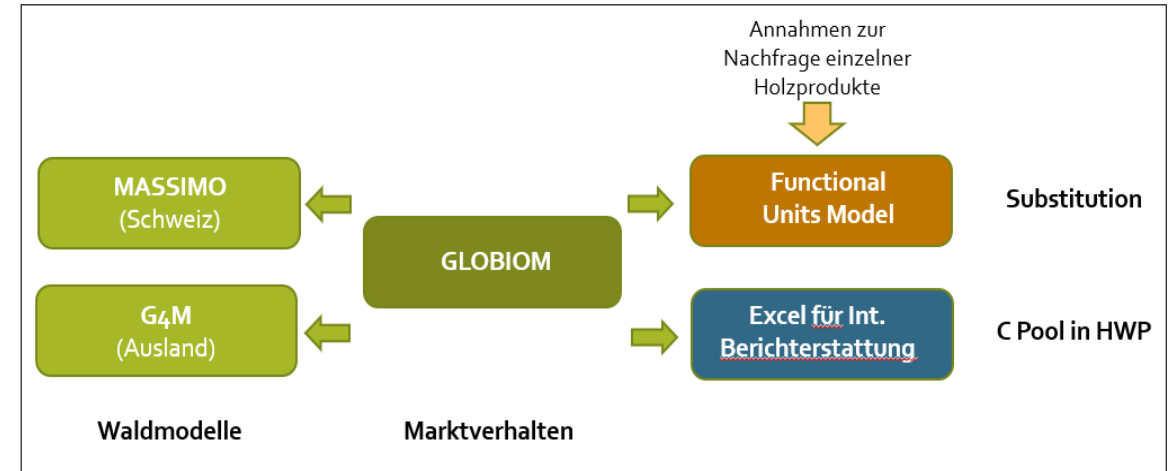 Annahmen zur
Nachfrage einzelner
Holzprodukte
MASSIMO
(Schweiz)
Functional
Units Model
Substitution
GLOBIOM
G4M
(Ausland)
Excel für Int.
Berichterstattung
C Pool in HWP
Waldmodelle
Marktverhalten